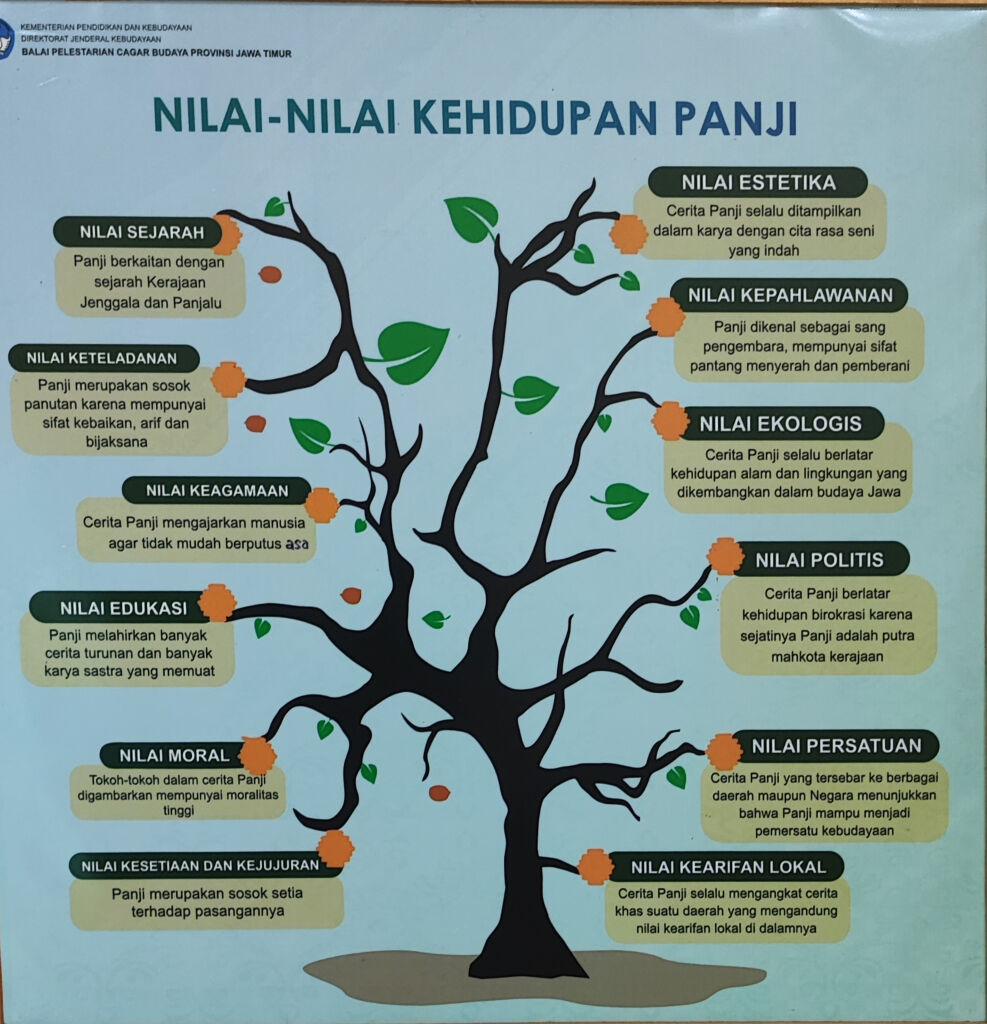 KEMENTERIAN PENDIDIKAN DAN KEBUDAYAAN
DIREKTORAT JENDERAL KEBUDAYAAN
BALAI PELESTARIAN CAGAR BUDAYA PROVINSI JAWA TIMUR
NILAI-NILAI KEHIDUPAN PANJI
NILAI SEJARAH
Panji berkaitan dengan
sejarah Kerajaan
Jenggala dan Panjalu
NILAI KETELADANAN
Panji merupakan sosok
panutan karena mempunyai
sifat kebaikan, arif dan
bijaksana
NILAI KEAGAMAAN
Cerita Panji mengajarkan manusia
agar tidak mudah berputus asa
NILAI EDUKASI
Panji melahirkan banyak
cerita turunan dan banyak
karya sastra yang memuat
NILAI MORAL
Tokoh-tokoh dalam cerita Panji
digambarkan mempunyai moralitas
tinggi
NILAI KESETIAAN DAN KEJUJURAN
Panji merupakan sosok setia
terhadap pasangannya
NILAI ESTETIKA
Cerita Panji selalu ditampilkan
dalam karya dengan cita rasa seni
yang indah
NILAI KEPAHLAWANAN
Panji dikenal sebagai sang
pengembara, mempunyai sifat
pantang menyerah dan pemberani
NILAI EKOLOGIS
Cerita Panji selalu berlatar
kehidupan alam dan lingkungan yang
dikembangkan dalam budaya Jawa
NILAI POLITIS
Cerita Panji berlatar
kehidupan birokrasi karena
sejatinya Panji adalah putra
mahkota kerajaan
NILAI PERSATUAN
Cerita Panji yang tersebar ke berbagai
daerah maupun Negara menunjukkan
bahwa Panji mampu menjadi
pemersatu kebudayaan
NILAI KEARIFAN LOKAL
Cerita Panji selalu mengangkat cerita
khas suatu daerah yang mengandung
nilai kearifan lokal di dalamnya